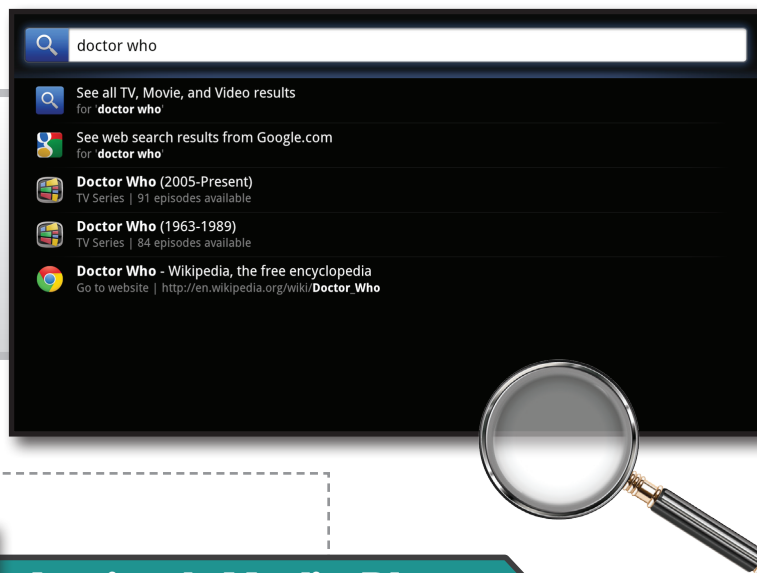 doctor who
See all TV, Movie, and Video results
for 'doctor who'
See web search results from Google.com
for 'doctor who'
Doctor Who (2005-Present)
TV Series | 91 episodes available
Doctor Who (1963-1989)
TV Series | 84 episodes available
Doctor Who - Wikipedia, the free encyclopedia
Go to website | http://en.wikipedia.org/wiki/Doctor_Who